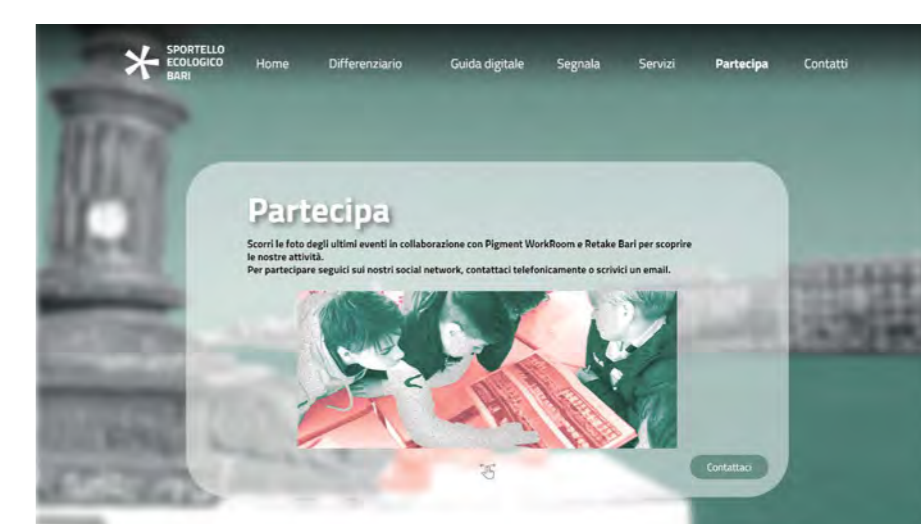 SPORTELLO
ECOLOGICO
BARI
Home Differenziario Guida digitale Segnala Servizi Partecipa Contatti
Partecipa
Scorri le foto degli ultimi eventi in collaborazione con Pigment WorkRoom e Retake Bari per scoprire
le nostre attività.
Per partecipare seguici sui nostri social network, contattaci telefonicamente o scrivici un email.
Contattaci